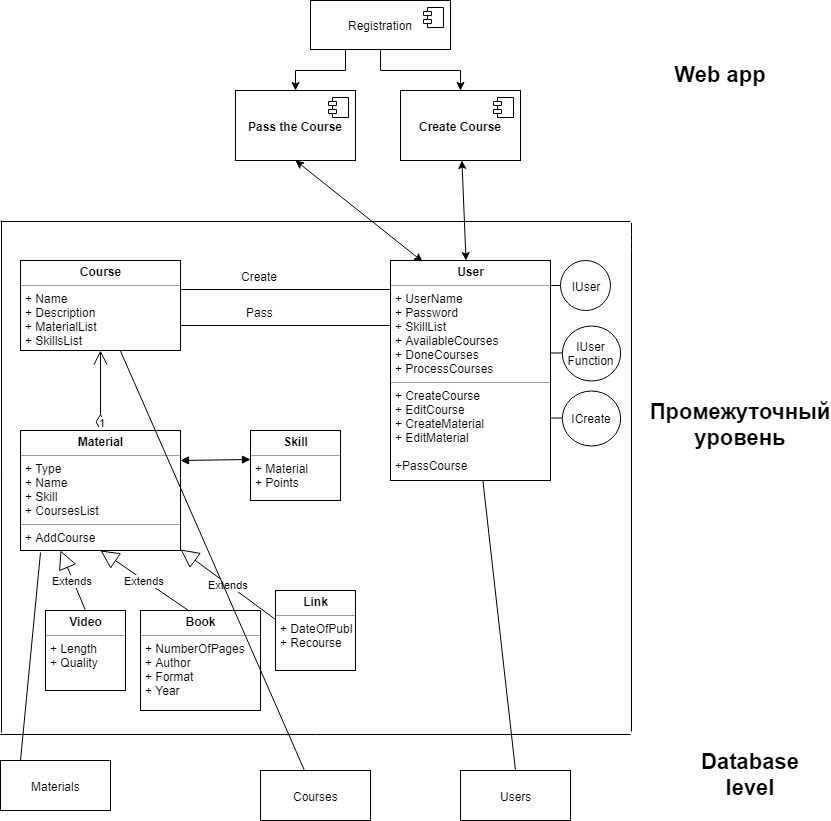 Registration
Web app
Pass the Course
Create Course
Course
+ Name
+ Description
+ MaterialList
+ SkillsList
Create
Pass
User
+ UserName
+ Password
+ SkillList
+ AvailableCourses
+ DoneCourses
+ ProcessCourses
+ CreateCourse
+ EditCourse
+ CreateMaterial
+ EditMaterial
+PassCourse
IUser
IUser
Function
ICreate
Промежуточный
уровень
1
Material
+ Type
+ Name
+ Skill
+ CoursesList
+ AddCourse
Skill
+ Material
+ Points
Extends
Extends
Extends
Video
+ Length
+ Quality
Book
+ NumberOfPages
+ Author
+ Format
+ Year
Link
+ DateOfPubl
+ Recourse
Materials
Courses
Users
Database
level